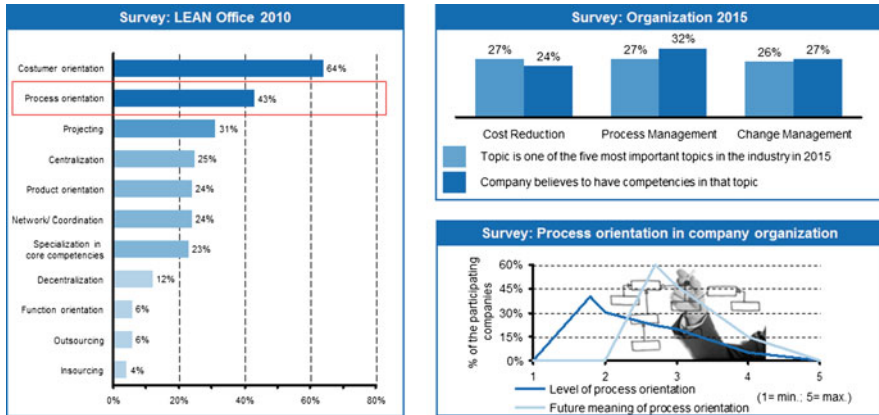 Survey: LEAN Office 2010
Costumer orientation
64%
Process orientation
43%
Projecting
31%
Centralization
25%
Product orientation
24%
Network/ Coordination
24%
Specialization in
core competencies
23%
Decentralization
12%
Function orientation
6%
Outsourcing
6%
Insourcing
4%
0% 20% 40% 60% 80%
Survey: Organization 2015
27% 24% 27% 32% 26% 27%
Cost Reduction Process Management Change Management
Topic is one of the five most important topics in the industry in 2015
Company believes to have competencies in that topic
Survey: Process orientation in company organization
% of the participating
companies
60%
45%
30%
15%
0%
1 2 3 4 5
Level of process orientation
(1= min.; 5= max.)
Future meaning of process orientation